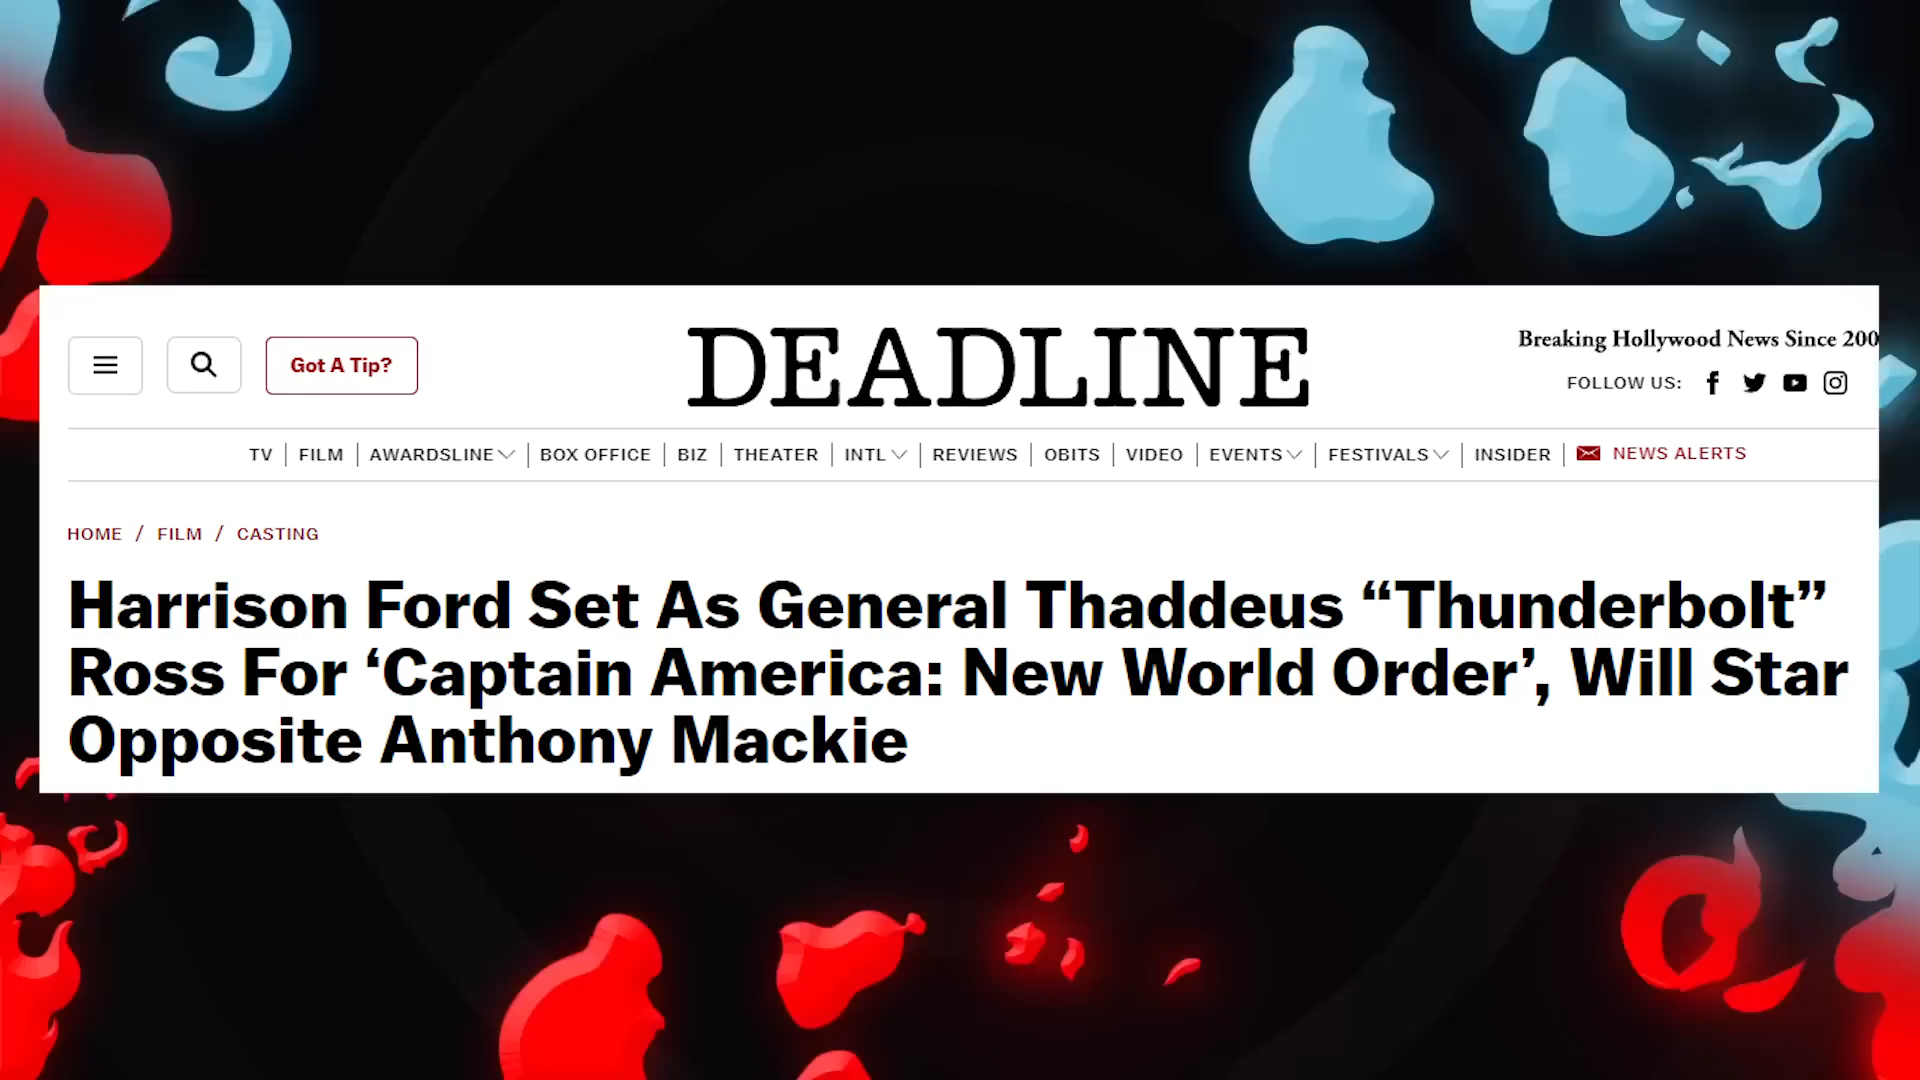 DEADLINE
Breaking Hollywood News Since 200
Got A Tip?
FOLLOW US:
TV FILM AWARDSLINE BOX OFFICE BIZ THEATER INTL REVIEWS OBITS VIDEO EVENTS FESTIVALS INSIDER NEWS ALERTS
HOME / FILM / CASTING
Harrison Ford Set As General Thaddeus “Thunderbolt”
Ross For ‘Captain America: New World Order’, Will Star
Opposite Anthony Mackie